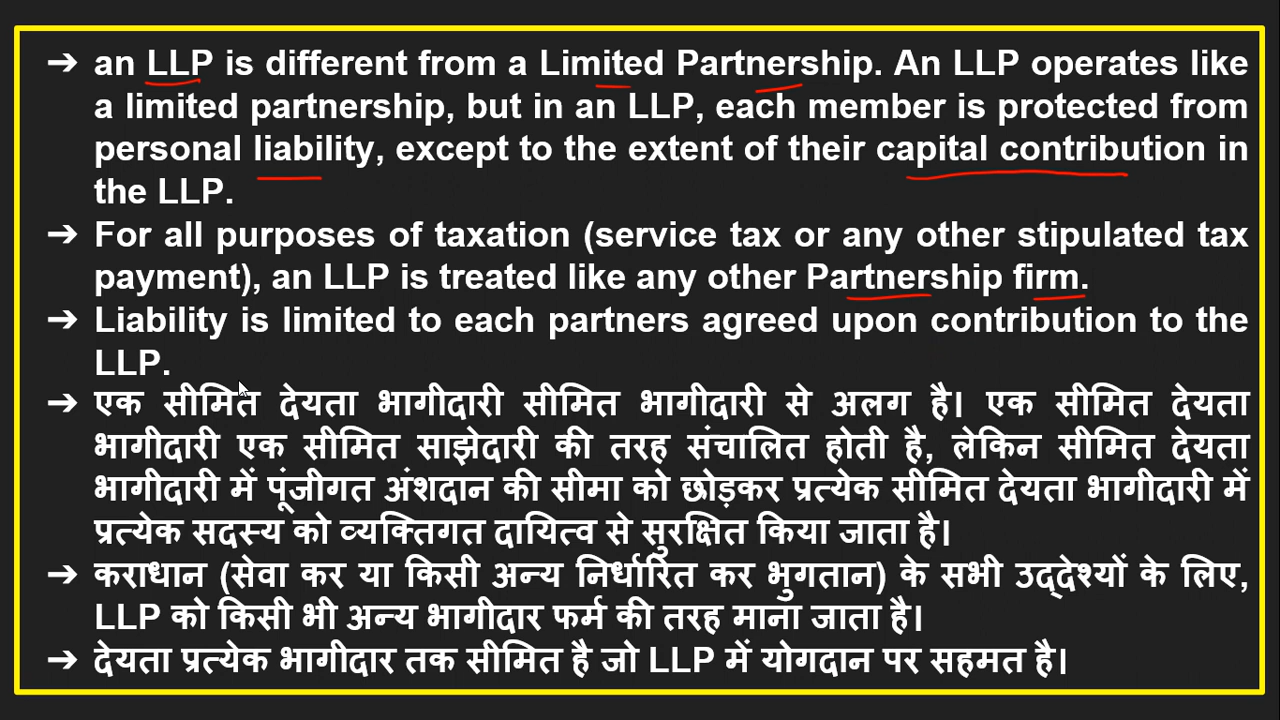 ➔ an LLP is different from a Limited Partnership. An LLP operates like
a limited partnership, but in an LLP, each member is protected from
personal liability, except to the extent of their capital contribution in
the LLP.
➔ For all purposes of taxation (service tax or any other stipulated tax
payment), an LLP is treated like any other Partnership firm.
➔ Liability is limited to each partners agreed upon contribution to the
LLP.
➔ एक सीमित देयता भागीदारी सीमित भागीदारी से अलग है। एक सीमित देयता
भागीदारी एक सीमित साझेदारी की तरह संचालित होती है, लेकिन सीमित देयता
भागीदारी में पूंजीगत अंशदान की सीमा को छोड़कर प्रत्येक सीमित देयता भागीदारी में
प्रत्येक सदस्य को व्यक्तिगत दायित्व से सुरक्षित किया जाता है।
➔ कराधान (सेवा कर या किसी अन्य निर्धारित कर भुगतान) के सभी उद्देश्यों के लिए,
LLP को किसी भी अन्य भागीदार फर्म की तरह माना जाता है।
➔ देयता प्रत्येक भागीदार तक सीमित है जो LLP में योगदान पर सहमत है।